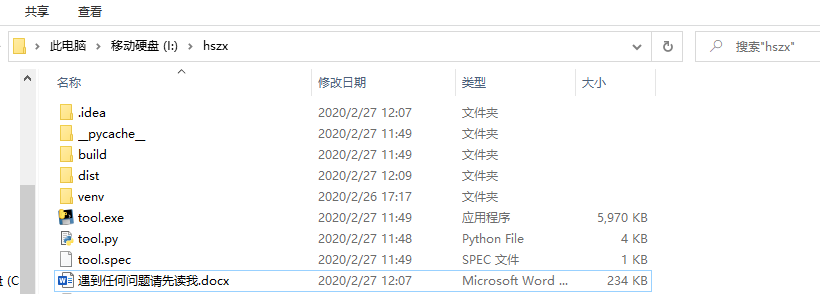 共享 查看
此电脑 › 移动硬盘 (I:) › hszx 搜索"hszx"
名称 修改日期 类型 大小
.idea 2020/2/27 12:07 文件夹
__pycache__ 2020/2/27 11:49 文件夹
build 2020/2/27 11:49 文件夹
dist 2020/2/27 12:09 文件夹
venv 2020/2/26 17:17 文件夹
tool.exe 2020/2/27 11:49 应用程序 5,970 KB
tool.py 2020/2/27 11:48 Python File 4 KB
tool.spec 2020/2/27 11:49 SPEC 文件 1 KB
遇到任何问题请先读我.docx 2020/2/27 12:07 Microsoft Word ... 234 KB
(C